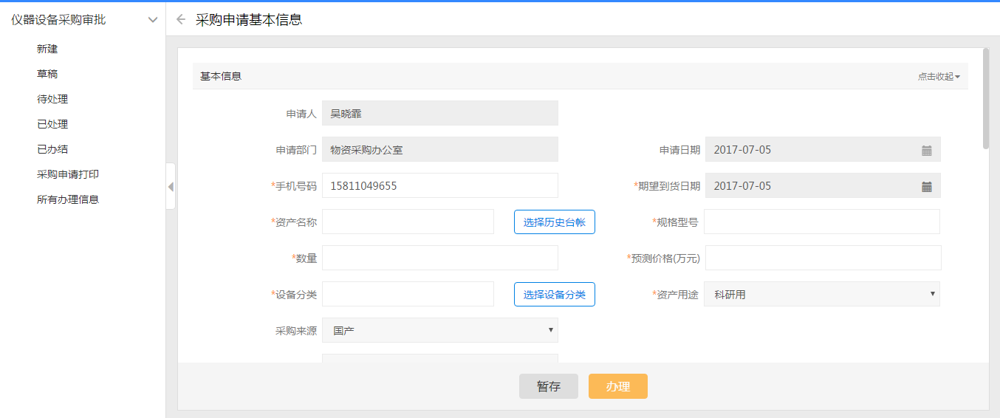 仪器设备采购审批
新建
草稿
待处理
已处理
已办结
采购申请打印
所有办理信息
采购申请基本信息
基本信息
点击收起
申请人 吴晓霏
申请部门 物资采购办公室 申请日期 2017-07-05
*手机号码 15811049655 *期望到货日期 2017-07-05
*资产名称 选择历史台帐 *规格型号
*数量 *预测价格(万元)
*设备分类 选择设备分类 *资产用途 科研用
采购来源 国产
暂存 办理